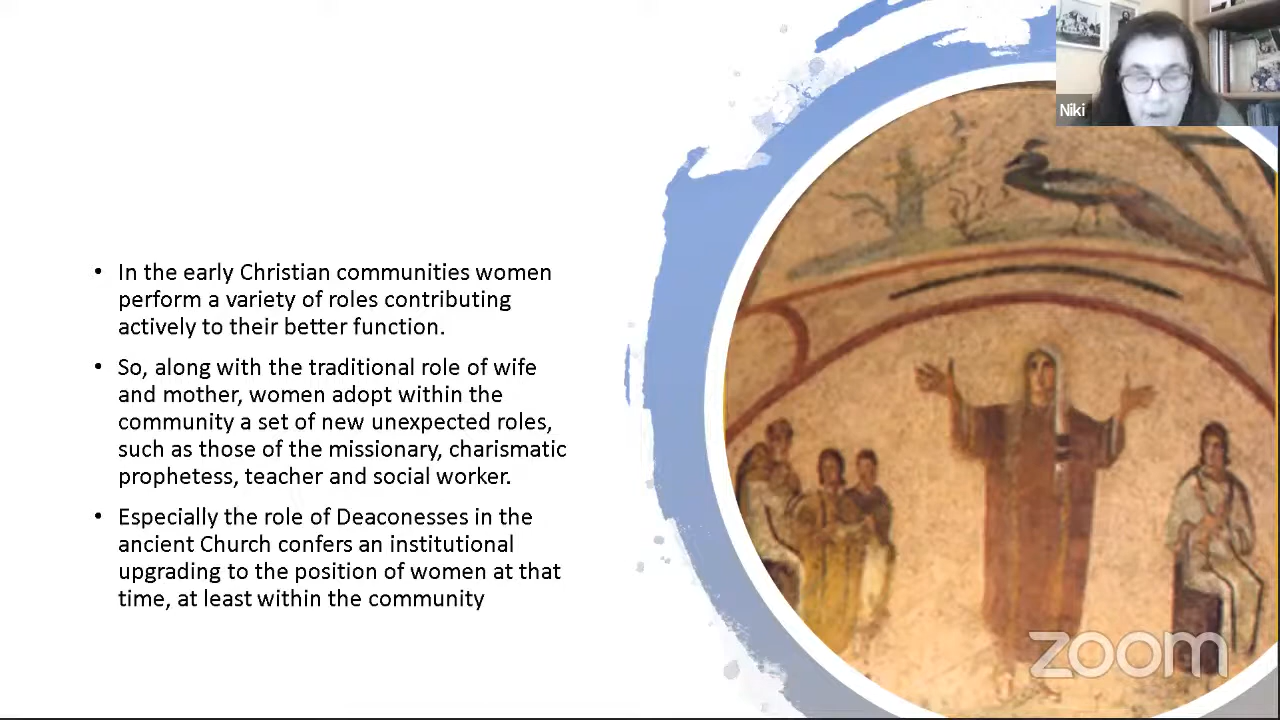 Niki
• In the early Christian communities women
perform a variety of roles contributing
actively to their better function.
• So, along with the traditional role of wife
and mother, women adopt within the
community a set of new unexpected roles,
such as those of the missionary, charismatic
prophetess, teacher and social worker.
• Especially the role of Deaconesses in the
ancient Church confers an institutional
upgrading to the position of women at that
time, at least within the community
zoom